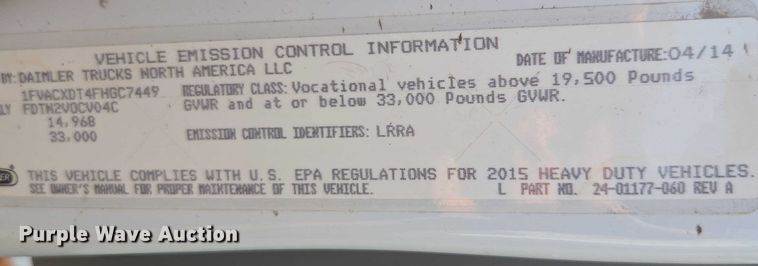 VEHICLE EMISSION CONTROL INFORMATION
BY: DAIMLER TRUCKS NORTH AMERICA LLC DATE OF MANUFACTURE: 04/14
1FVACXDT4FHGC7449 REGULATORY CLASS: Vocational vehicles above 19,500 Pounds
LY FDTN2VOCV04C GVWR and at or below 33,000 Pounds GVWR.
14,968
33,000 EMISSION CONTROL IDENTIFIERS: LRRA
THIS VEHICLE COMPLIES WITH U.S. EPA REGULATIONS FOR 2015 HEAVY DUTY VEHICLES.
SEE OWNER'S MANUAL FOR PROPER MAINTENANCE OF THIS VEHICLE. L PART NO. 24-01177-060 REV A
Purple Wave Auction